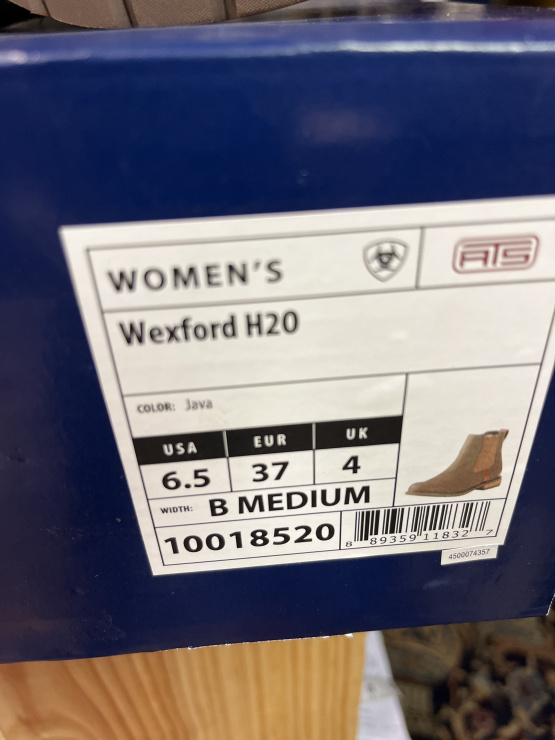 WOMEN'S
ATS
Wexford H20
COLOR: Java
USA EUR UK
6.5 37 4
WIDTH: B MEDIUM
10018520
8 89359 11832 7
4500074357